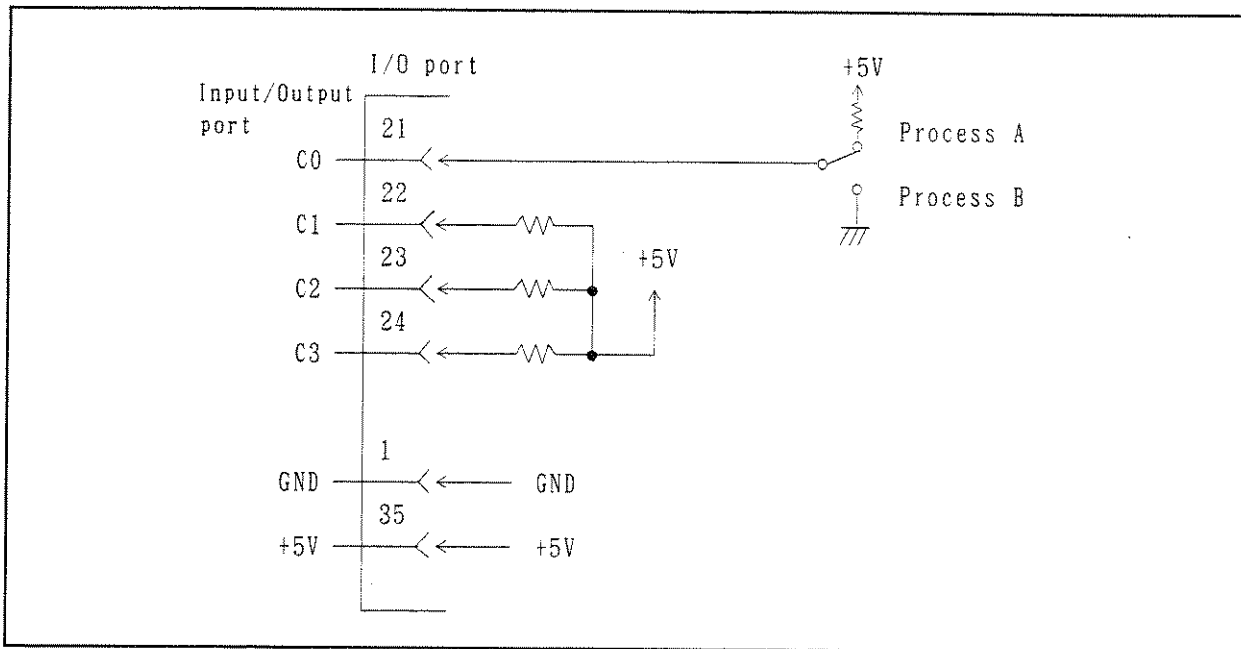 I/O port
+5V
Input/Output
port
21
Process A
C0
22
Process B
C1
23
+5V
C2
24
C3
1
GND
GND
35
+5V
+5V